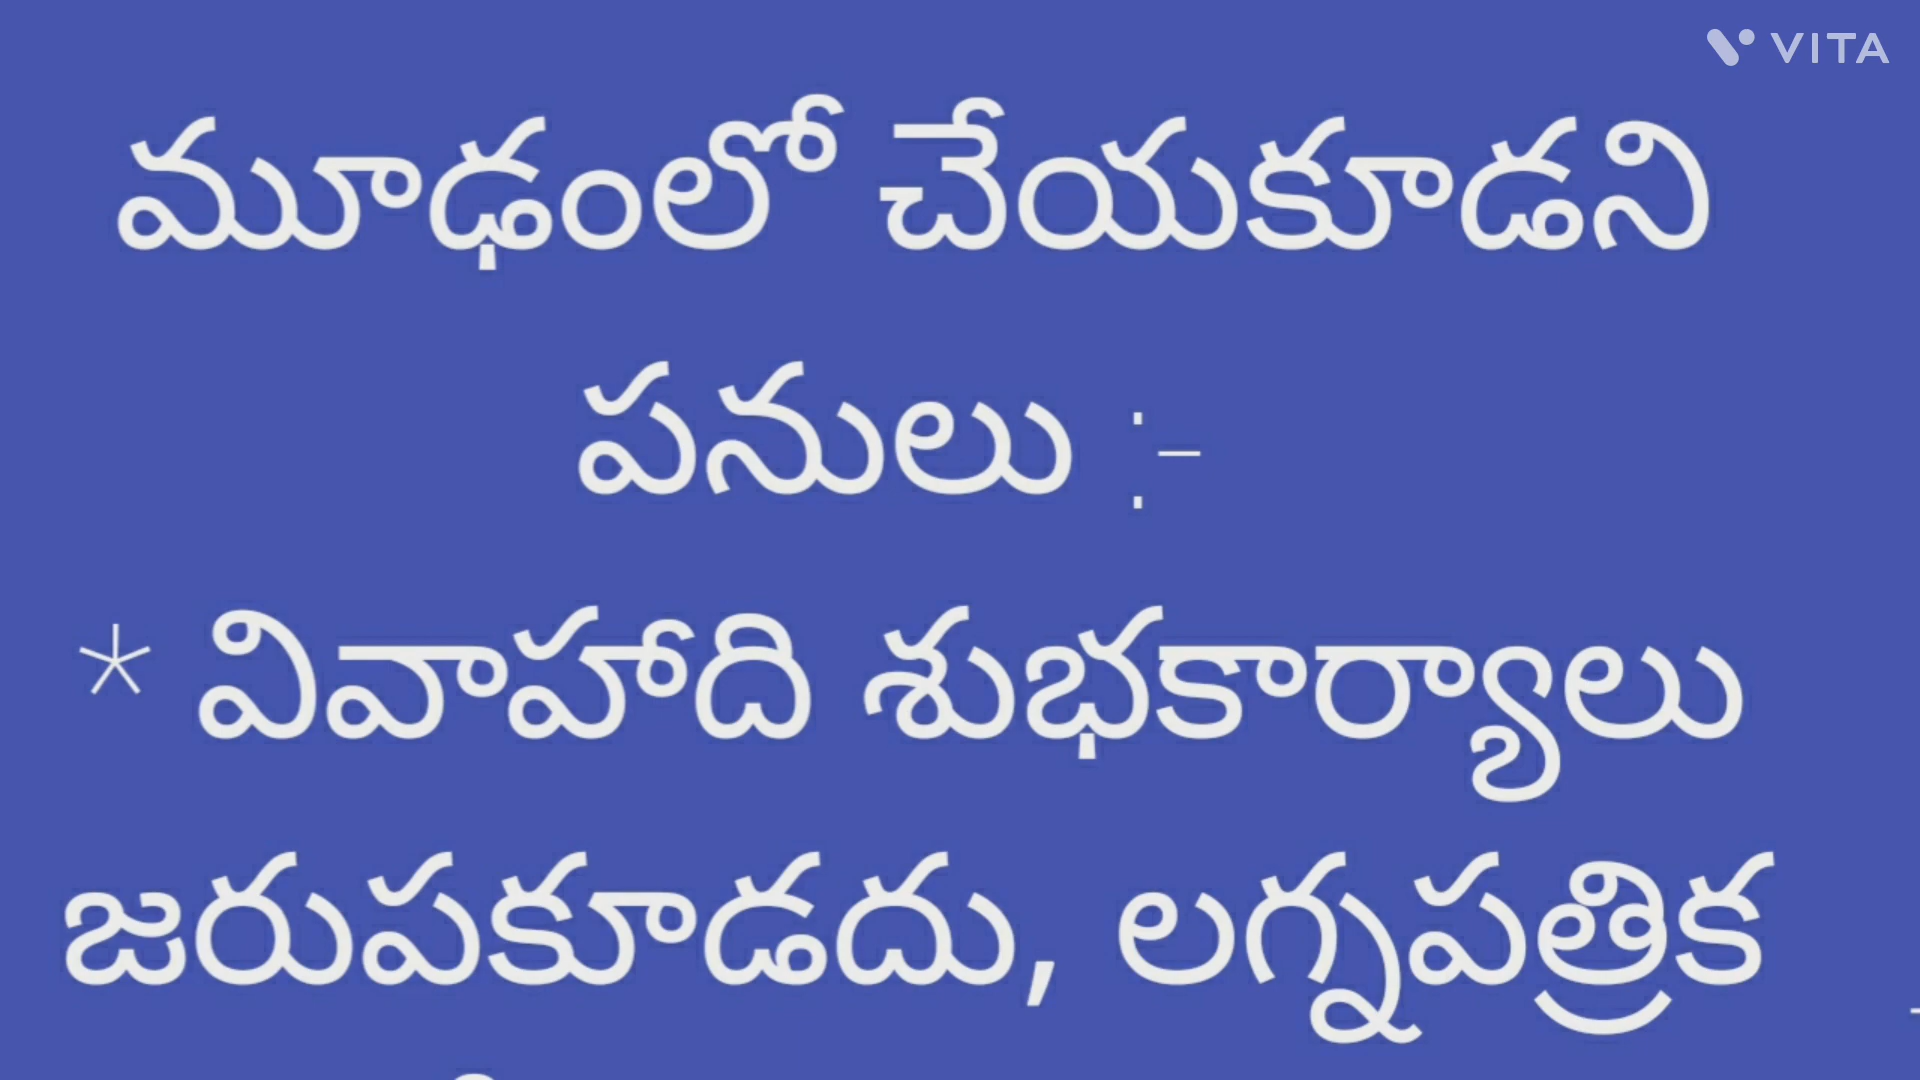 VITA
మూఢంలో చేయకూడని
పనులు :-
* వివాహాది శుభకార్యాలు
జరుపకూడదు, లగ్నపత్రిక